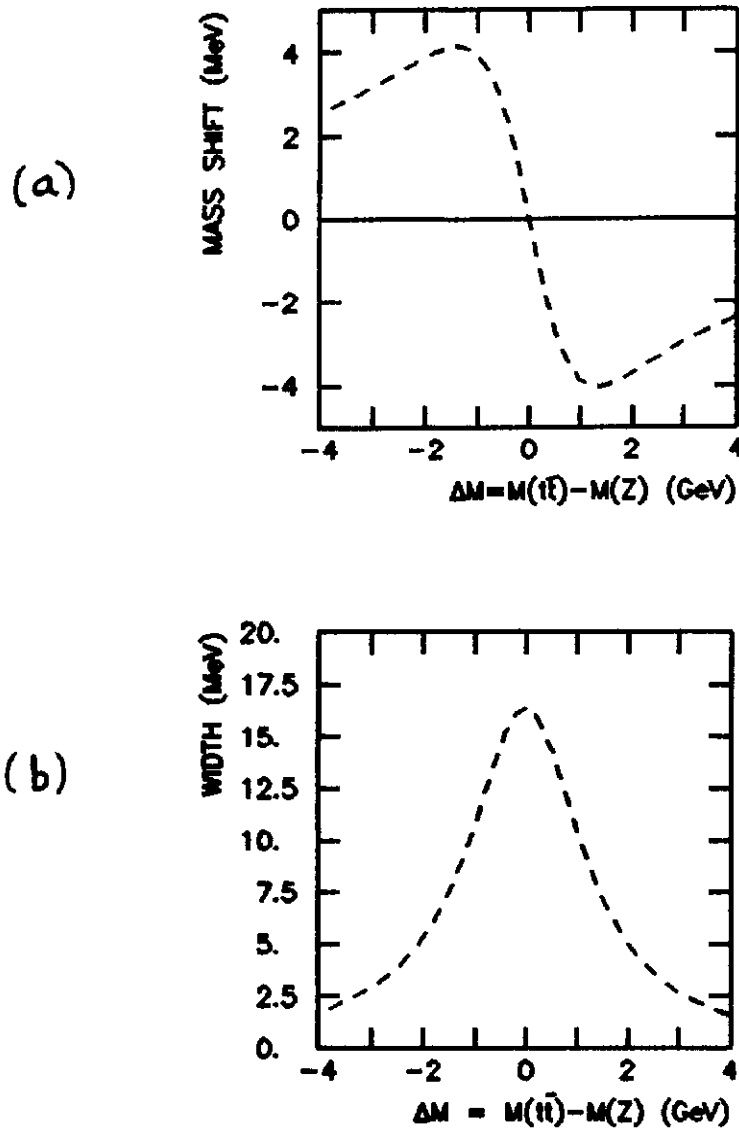 (a)
MASS SHIFT (MeV)
4
2
0
−2
−4
−4 −2 0 2 4
ΔM=M(tt̄)−M(Z) (GeV)
(b)
WIDTH (MeV)
20.
17.5
15.
12.5
10.
7.5
5.
2.5
0.
−4 −2 0 2 4
ΔM = M(tt̄)−M(Z) (GeV)